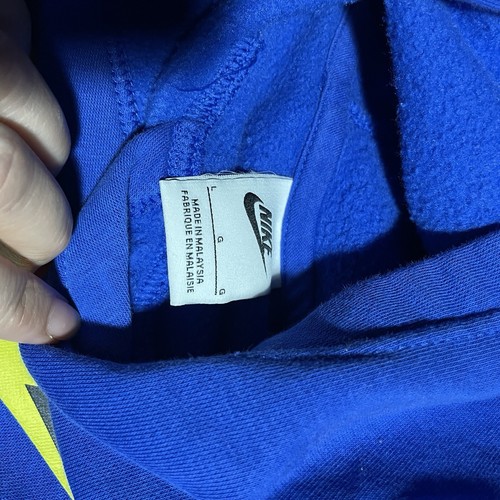 NIKE
L G G
MADE IN MALAYSIA
FABRIQUE EN MALAISIE